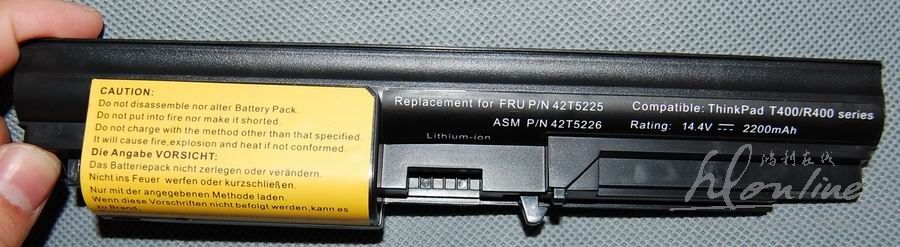 CAUTION:
Do not disassemble nor alter Battery Pack.
Do not put into fire nor make it shorted.
Do not charge with the method other than that specified.
It will cause fire,explosion and heat if not conformed.
Die Angabe VORSICHT:
Das Batteriepack nicht zerlegen oder verändern.
Nicht ins Feuer werfen oder kurzschließen.
Nur mit der angegebenen Methode laden.
Wenn diese Vorschriften nicht befolgt werden,kann es
zu Brand
Replacement for FRU P/N 42T5225
ASM P/N 42T5226
Lithium-ion
Compatible: ThinkPad T400/R400 series
Rating: 14.4V⎓ 2200mAh
鸿利在线
hlonline